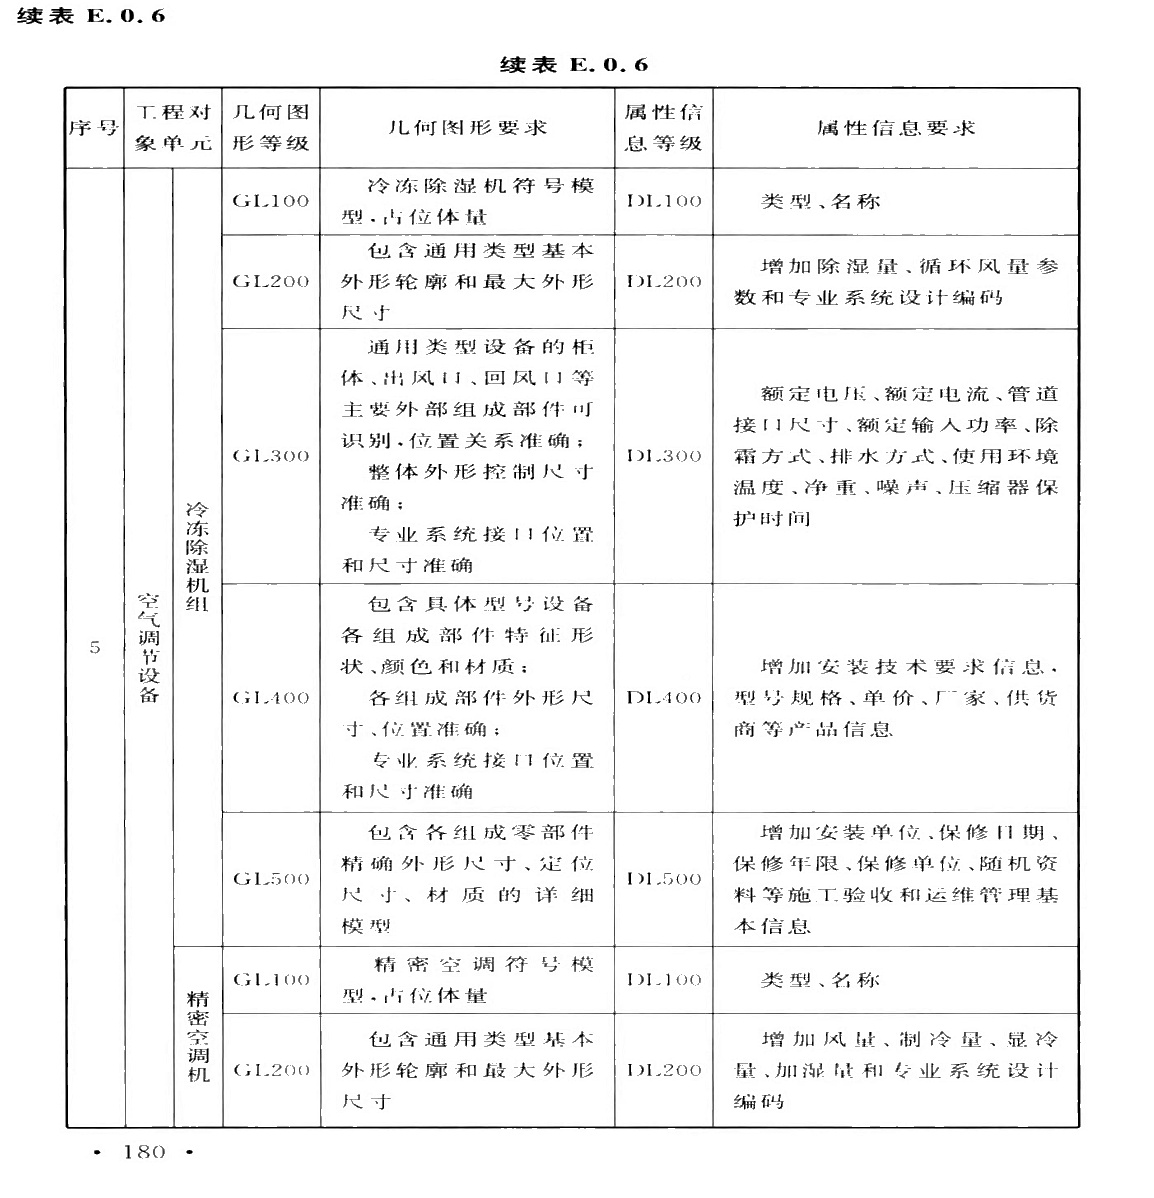 续表 E.0.6
续表 E.0.6
序号
工程对
象单元
几何图
形等级
几何图形要求
属性信
息等级
属性信息要求
5
空气调节设备
冷冻除湿机组
GL100
冷冻除湿机符号模
型,占位体量
DL100
类型、名称
GL200
包含通用类型基本
外形轮廓和最大外形
尺寸
DL200
增加除湿量、循环风量参
数和专业系统设计编码
GL300
通用类型设备的柜
体、出风口、回风口等
主要外部组成部件可
识别,位置关系准确;
整体外形控制尺寸
准确;
专业系统接口位置
和尺寸准确
DL300
额定电压、额定电流、管道
接口尺寸、额定输入功率、除
霜方式、排水方式、使用环境
温度、净重、噪声、压缩器保
护时间
GL400
包含具体型号设备
各组成部件特征形
状、颜色和材质;
各组成部件外形尺
寸、位置准确;
专业系统接口位置
和尺寸准确
DL400
增加安装技术要求信息,
型号规格、单价、厂家、供货
商等产品信息
GL500
包含各组成零部件
精确外形尺寸、定位
尺寸、材质的详细
模型
DL500
增加安装单位、保修日期、
保修年限、保修单位、随机资
料等施工验收和运维管理基
本信息
精密空调机
GL100
精密空调符号模
型,占位体量
DL100
类型、名称
GL200
包含通用类型基本
外形轮廓和最大外形
尺寸
DL200
增加风量、制冷量、显冷
量、加湿量和专业系统设计
编码
• 180 •